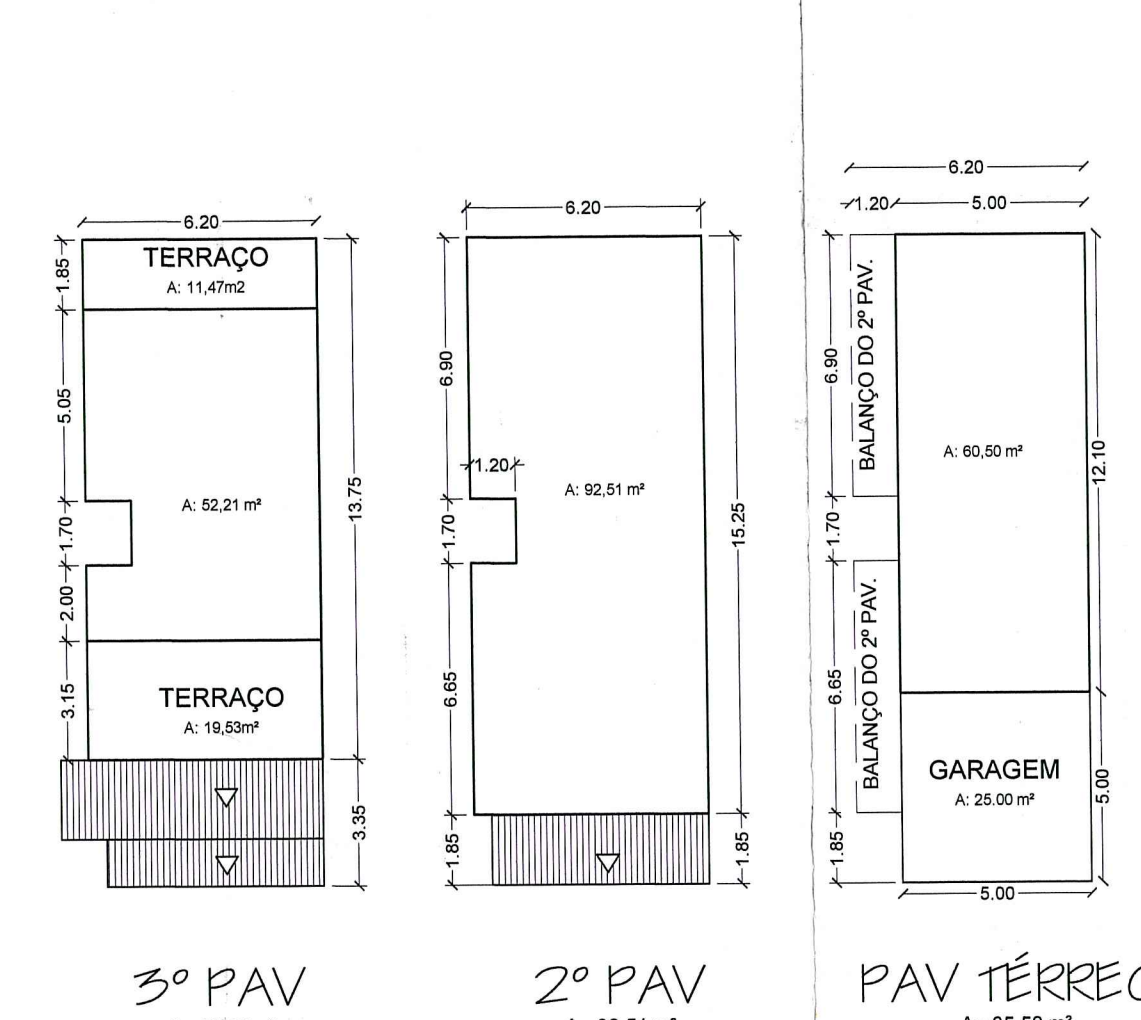 6.20
TERRAÇO
A: 11,47m2
1.85
5.05
1.70
2.00
3.15
A: 52,21 m²
13.75
TERRAÇO
A: 19,53m²
3.35
3º PAV
6.20
6.90
1.20
1.70
6.65
1.85
A: 92,51 m²
15.25
1.85
2º PAV
6.20
1.20
5.00
6.90
1.70
6.65
1.85
BALANÇO DO 2º PAV.
BALANÇO DO 2º PAV.
A: 60,50 m²
12.10
GARAGEM
A: 25.00 m²
5.00
5.00
PAV TÉRREO